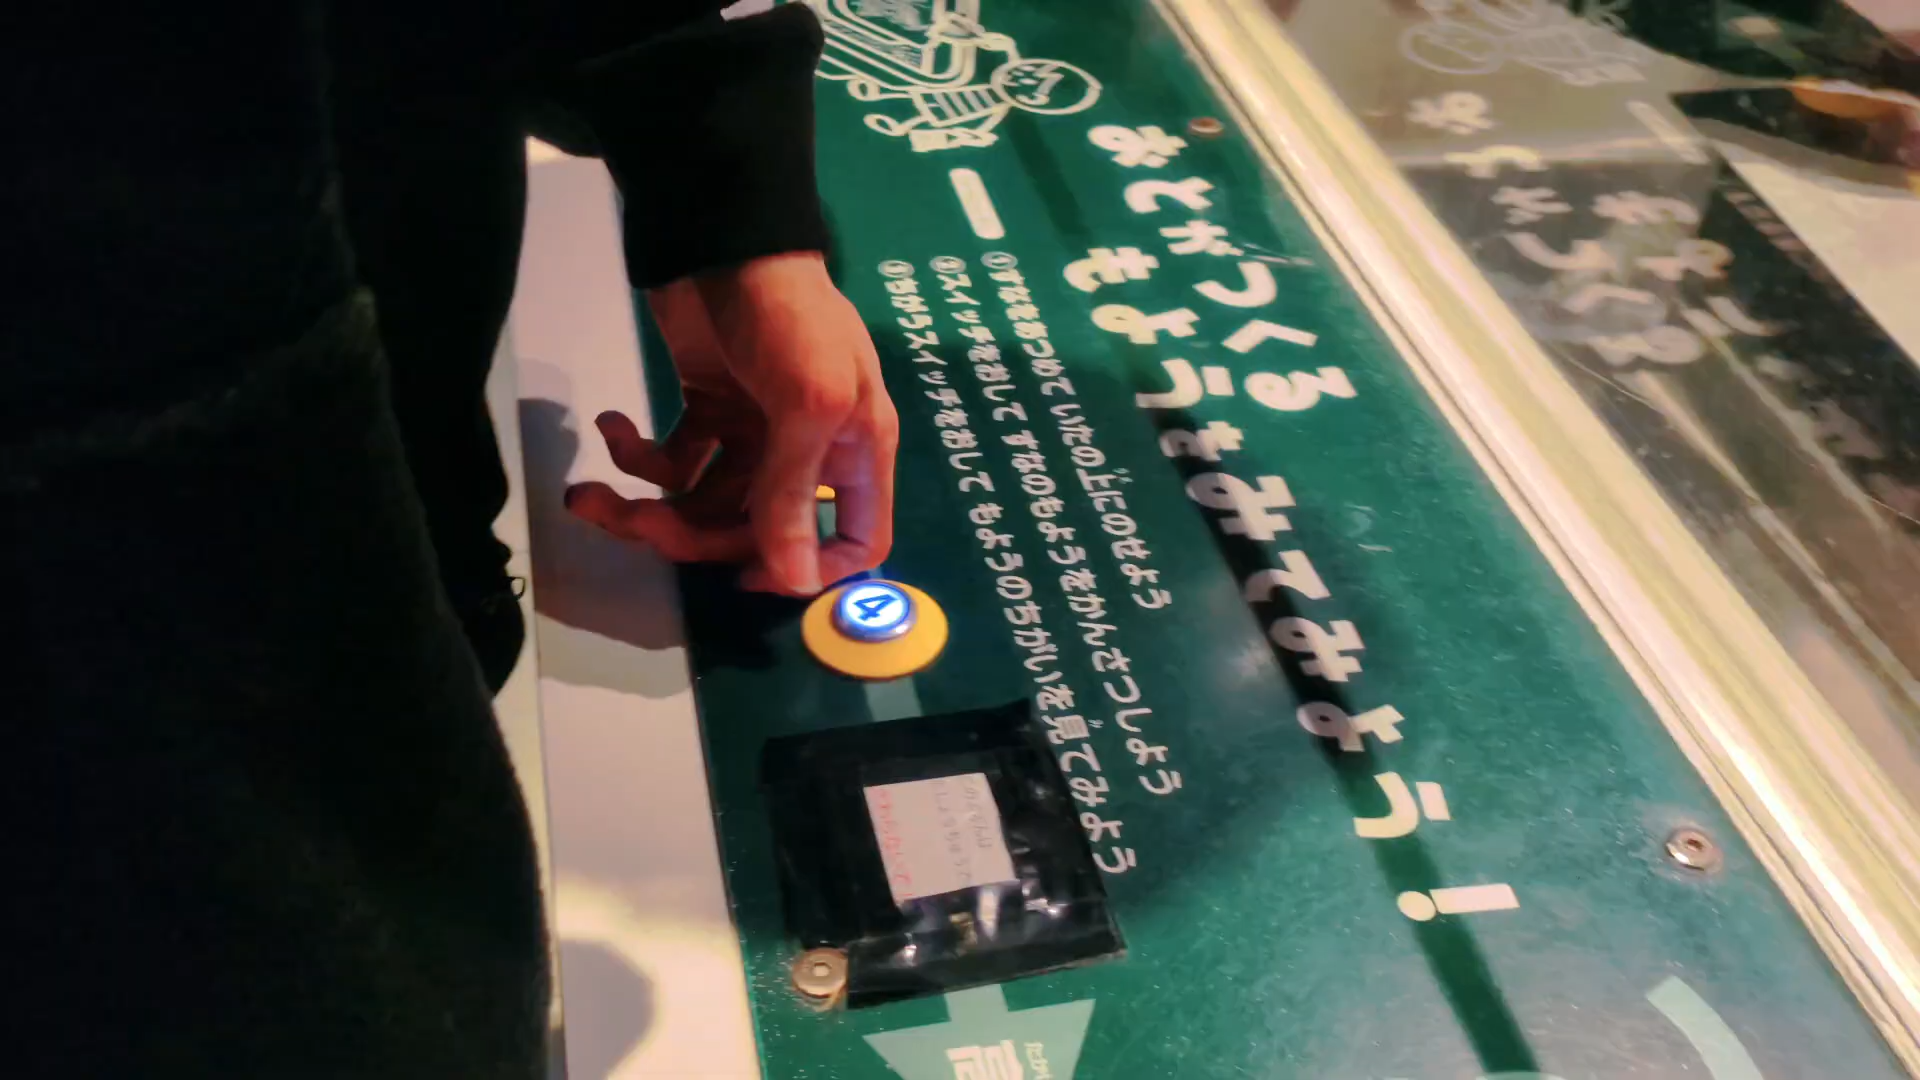 おとがつくる
もようをみてみよう!
①すなをあつめていたの上にのせよう
②スイッチをおして すなのもようをかんさつしよう
③ちがうスイッチをおして もようのちがいを見てみよう
4
高